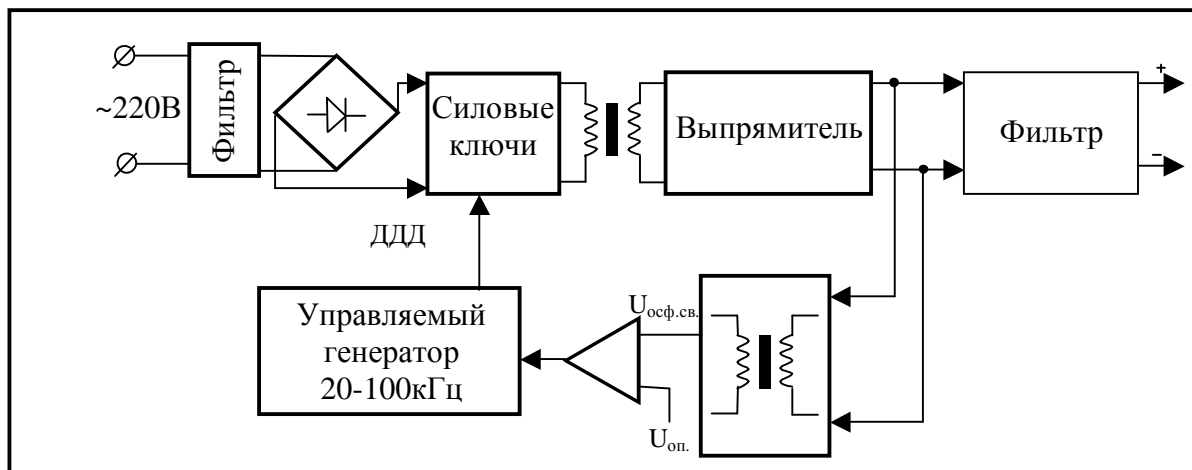 ~220В
Фильтр
Силовые
ключи
Выпрямитель
Фильтр
+
−
ДДД
Управляемый
генератор
20-100кГц
Uосф.св.
Uоп.